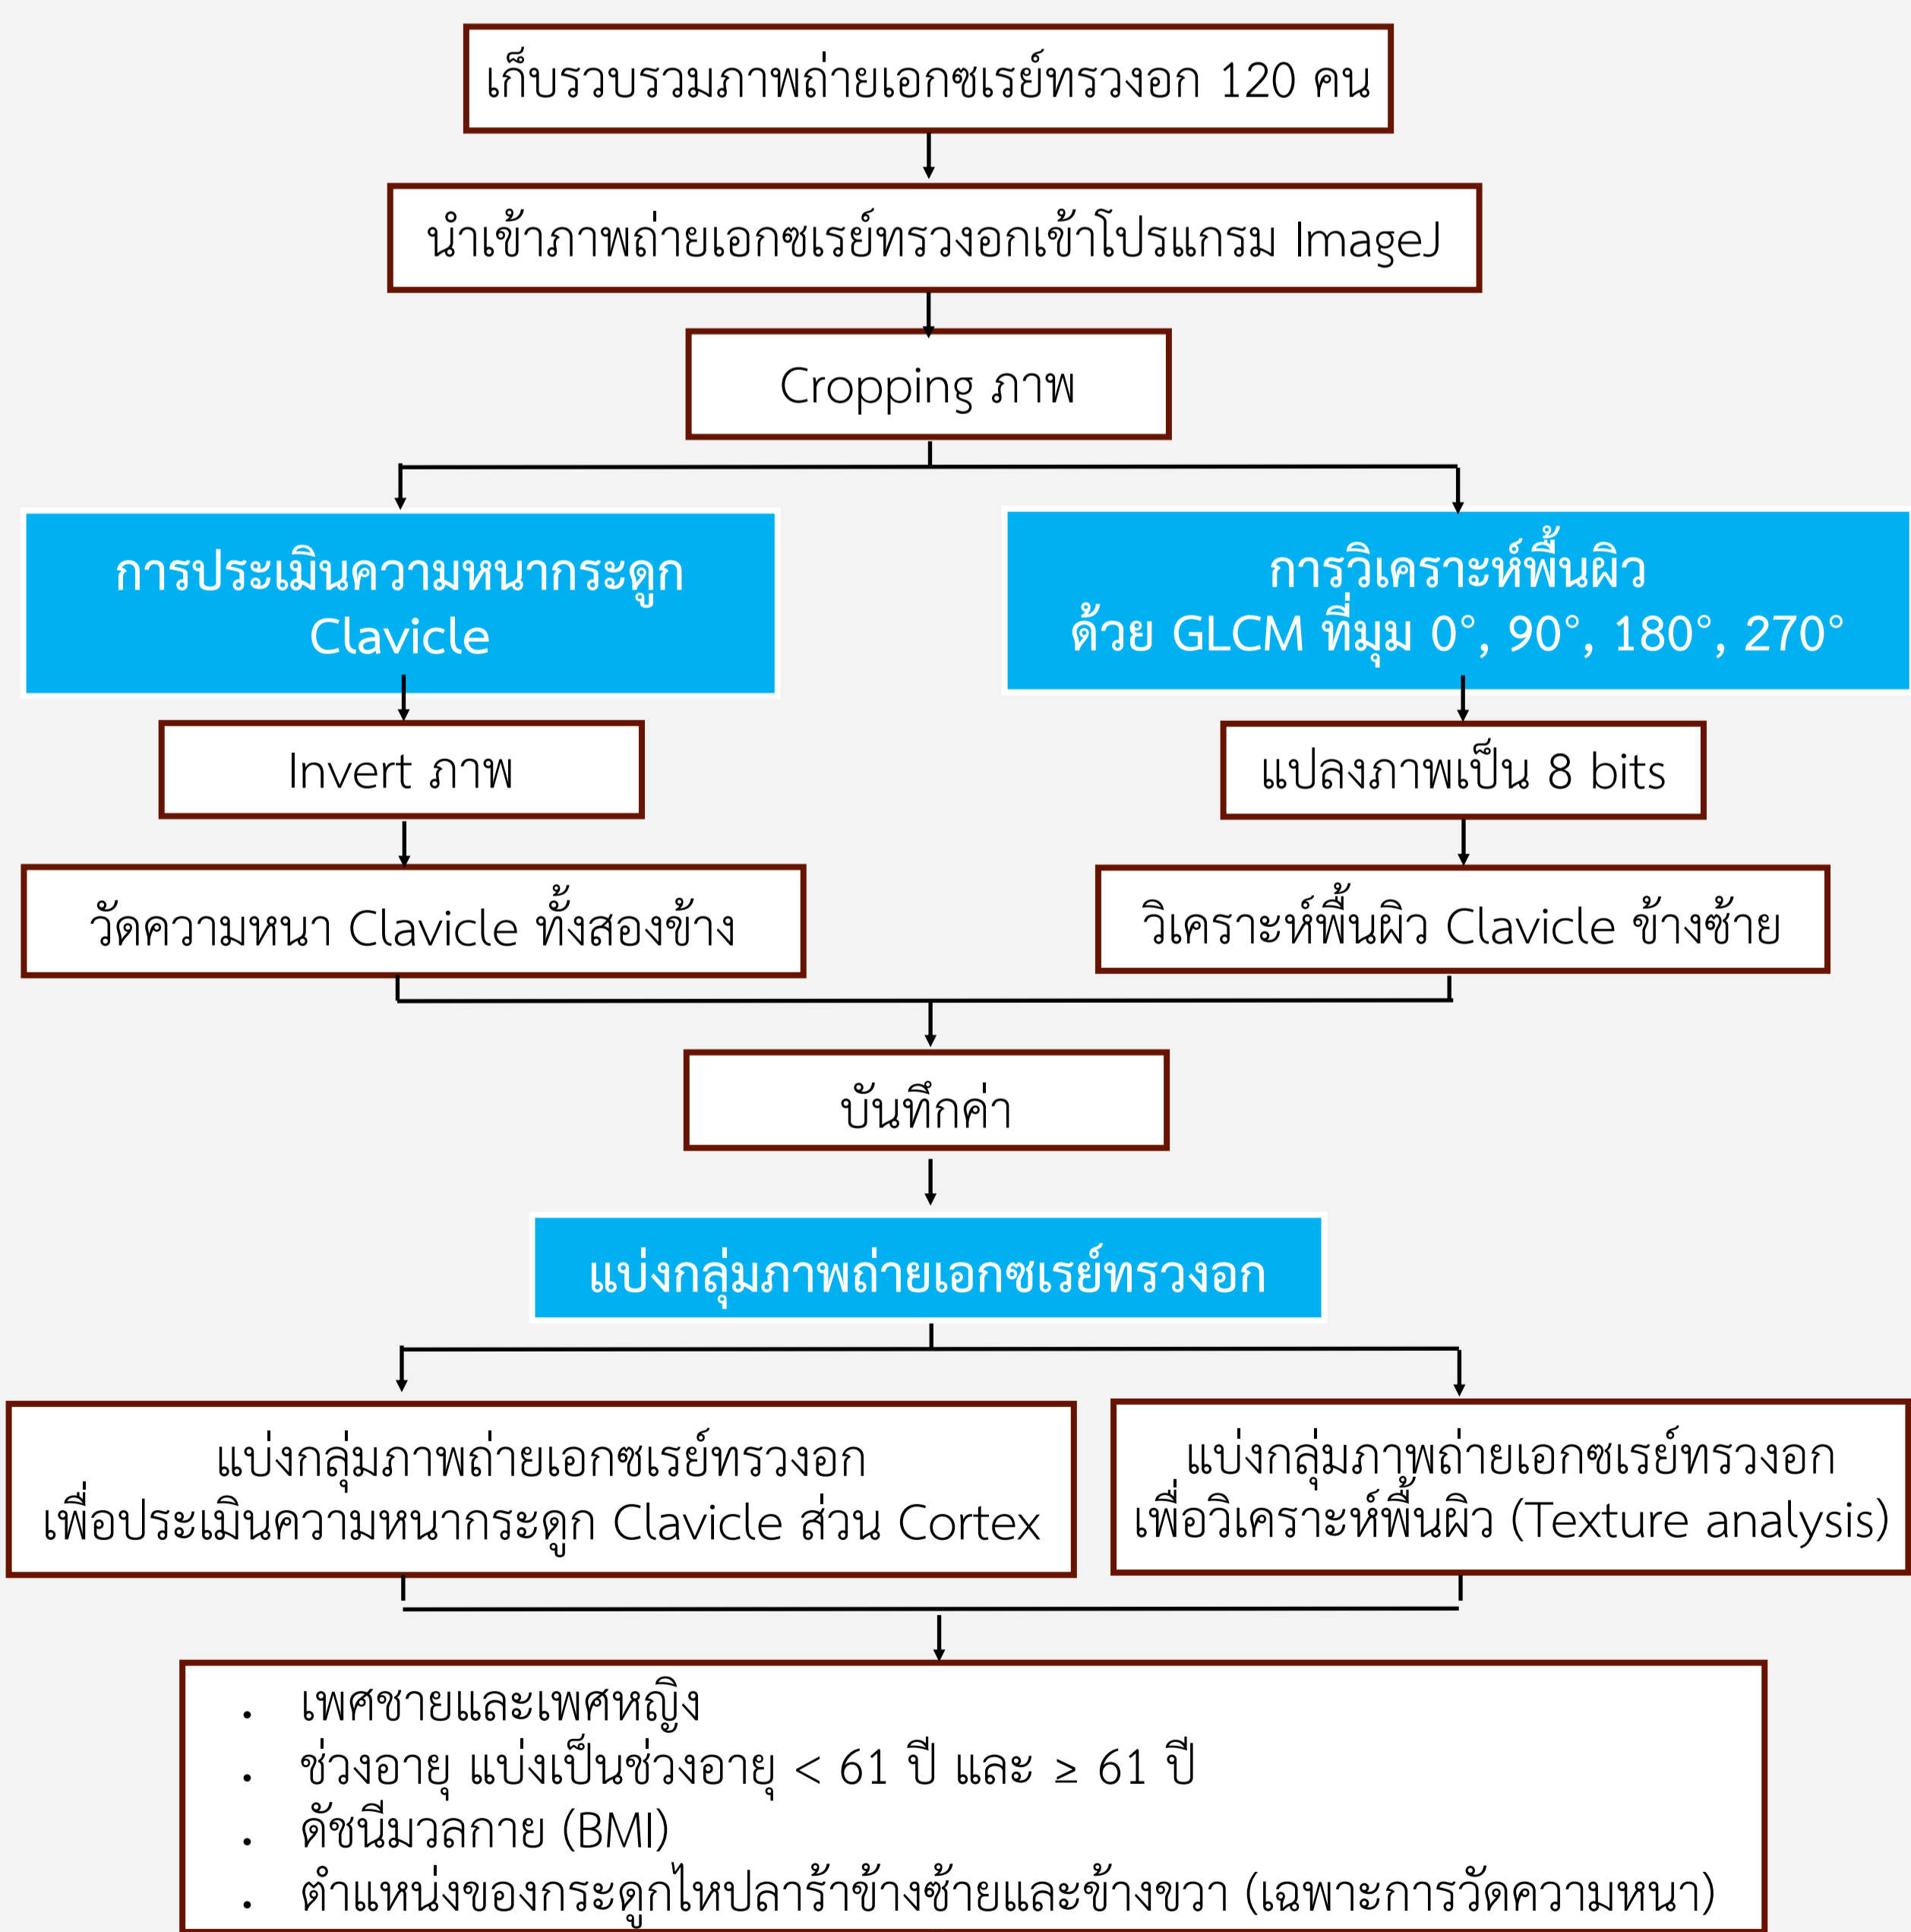 เก็บรวบรวมภาพถ่ายเอกซเรย์ทรวงอก 120 คน
นำเข้าภาพถ่ายเอกซเรย์ทรวงอกเข้าโปรแกรม ImageJ
Cropping ภาพ
การประเมินความหนากระดูก
Clavicle
การวิเคราะห์พื้นผิว
ด้วย GLCM ที่มุม 0°, 90°, 180°, 270°
Invert ภาพ
แปลงภาพเป็น 8 bits
วัดความหนา Clavicle ทั้งสองข้าง
วิเคราะห์พื้นผิว Clavicle ข้างซ้าย
บันทึกค่า
แบ่งกลุ่มภาพถ่ายเอกซเรย์ทรวงอก
แบ่งกลุ่มภาพถ่ายเอกซเรย์ทรวงอก
เพื่อประเมินความหนากระดูก Clavicle ส่วน Cortex
แบ่งกลุ่มภาพถ่ายเอกซเรย์ทรวงอก
เพื่อวิเคราะห์พื้นผิว (Texture analysis)
• เพศชายและเพศหญิง
• ช่วงอายุ แบ่งเป็นช่วงอายุ < 61 ปี และ ≥ 61 ปี
• ดัชนีมวลกาย (BMI)
• ตำแหน่งของกระดูกไหปลาร้าข้างซ้ายและข้างขวา (เฉพาะการวัดความหนา)